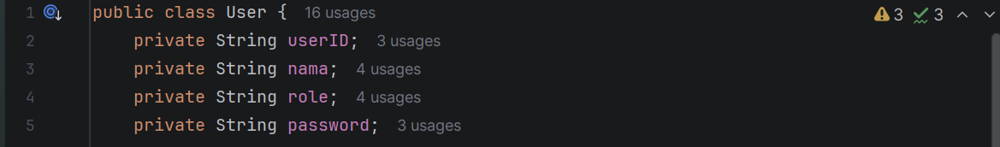 1 public class User { 16 usages 3 3
2 private String userID; 3 usages
3 private String nama; 4 usages
4 private String role; 4 usages
5 private String password; 3 usages